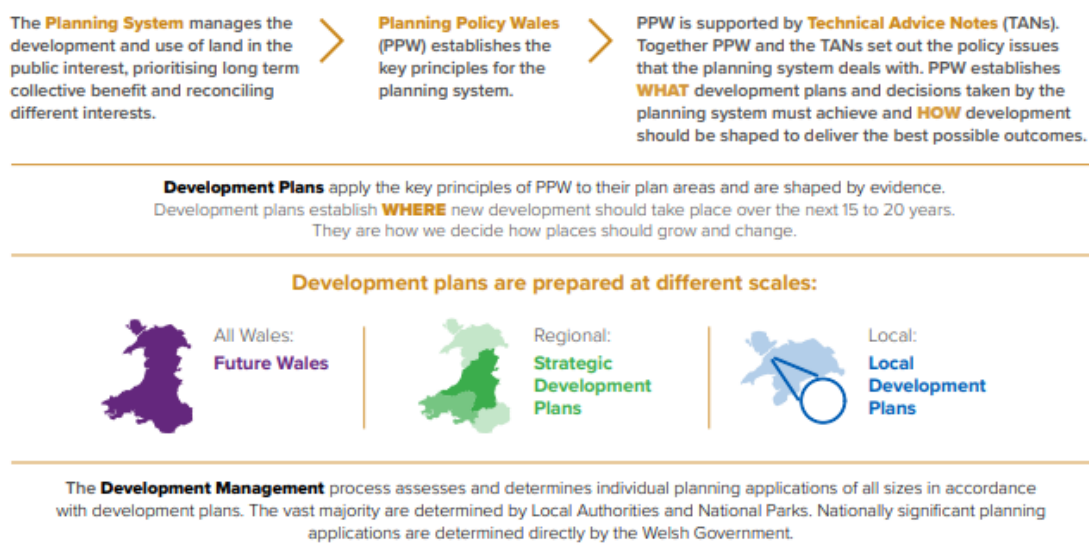 The Planning System manages the
development and use of land in the
public interest, prioritising long term
collective benefit and reconciling
different interests.
Planning Policy Wales
(PPW) establishes the
key principles for the
planning system.
PPW is supported by Technical Advice Notes (TANs).
Together PPW and the TANs set out the policy issues
that the planning system deals with. PPW establishes
WHAT development plans and decisions taken by the
planning system must achieve and HOW development
should be shaped to deliver the best possible outcomes.
Development Plans apply the key principles of PPW to their plan areas and are shaped by evidence.
Development plans establish WHERE new development should take place over the next 15 to 20 years.
They are how we decide how places should grow and change.
Development plans are prepared at different scales:
All Wales:
Future Wales
Regional:
Strategic
Development
Plans
Local:
Local
Development
Plans
The Development Management process assesses and determines individual planning applications of all sizes in accordance
with development plans. The vast majority are determined by Local Authorities and National Parks. Nationally significant planning
applications are determined directly by the Welsh Government.